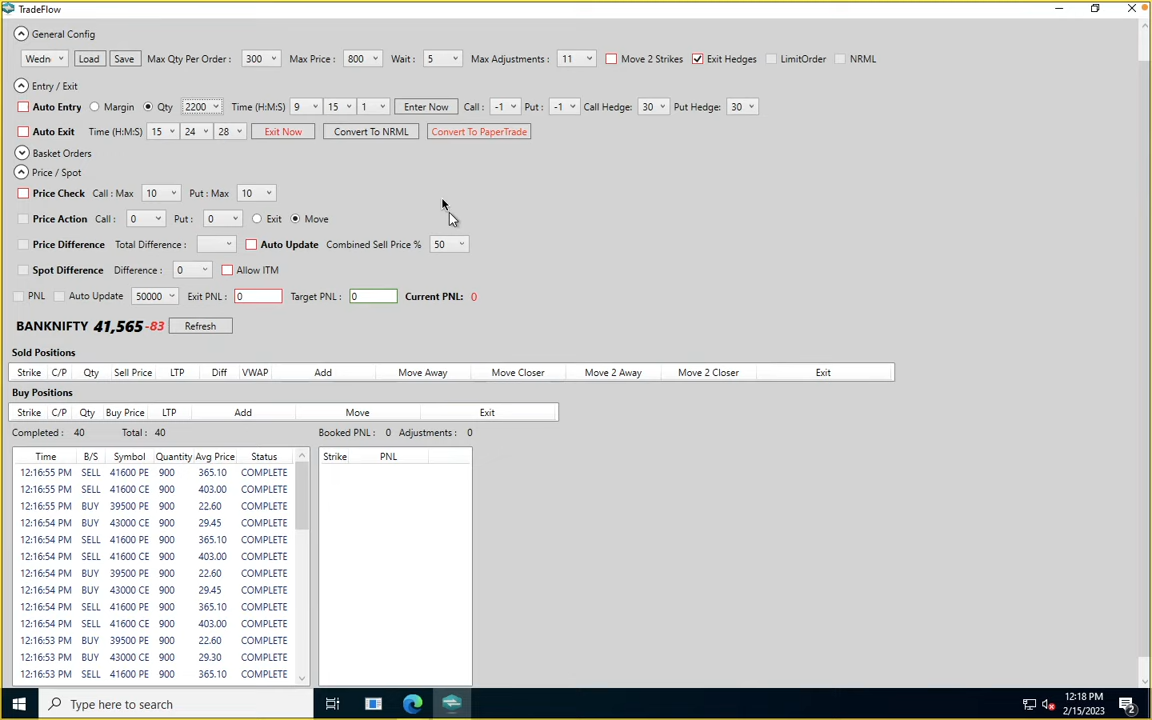 TradeFlow
General Config
Wedn Load Save Max Qty Per Order : 300 Max Price : 800 Wait : 5 Max Adjustments : 11 Move 2 Strikes Exit Hedges LimitOrder NRML
Entry / Exit
Auto Entry Margin Qty 2200 Time (H:M:S) 9 15 1 Enter Now Call : -1 Put : -1 Call Hedge: 30 Put Hedge: 30
Auto Exit Time (H:M:S) 15 24 28 Exit Now Convert To NRML Convert To PaperTrade
Basket Orders
Price / Spot
Price Check Call : Max 10 Put : Max 10
Price Action Call : 0 Put : 0 Exit Move
Price Difference Total Difference : Auto Update Combined Sell Price % 50
Spot Difference Difference : 0 Allow ITM
PNL Auto Update 50000 Exit PNL : 0 Target PNL : 0 Current PNL: 0
BANKNIFTY 41,565 -83 Refresh
Sold Positions
Strike C/P Qty Sell Price LTP Diff VWAP Add Move Away Move Closer Move 2 Away Move 2 Closer Exit
Buy Positions
Strike C/P Qty Buy Price LTP Add Move Exit
Completed : 40 Total : 40 Booked PNL : 0 Adjustments : 0
Time B/S Symbol Quantity Avg Price Status Strike PNL
12:16:55 PM SELL 41600 PE 900 365.10 COMPLETE
12:16:55 PM SELL 41600 CE 900 403.00 COMPLETE
12:16:55 PM BUY 39500 PE 900 22.60 COMPLETE
12:16:54 PM BUY 43000 CE 900 29.45 COMPLETE
12:16:54 PM SELL 41600 PE 900 365.10 COMPLETE
12:16:54 PM SELL 41600 CE 900 403.00 COMPLETE
12:16:54 PM BUY 39500 PE 900 22.60 COMPLETE
12:16:54 PM BUY 43000 CE 900 29.45 COMPLETE
12:16:54 PM SELL 41600 PE 900 365.10 COMPLETE
12:16:54 PM SELL 41600 CE 900 403.00 COMPLETE
12:16:53 PM BUY 39500 PE 900 22.60 COMPLETE
12:16:53 PM BUY 43000 CE 900 29.30 COMPLETE
12:16:53 PM SELL 41600 PE 900 365.10 COMPLETE
Type here to search
12:18 PM
2/15/2023
2